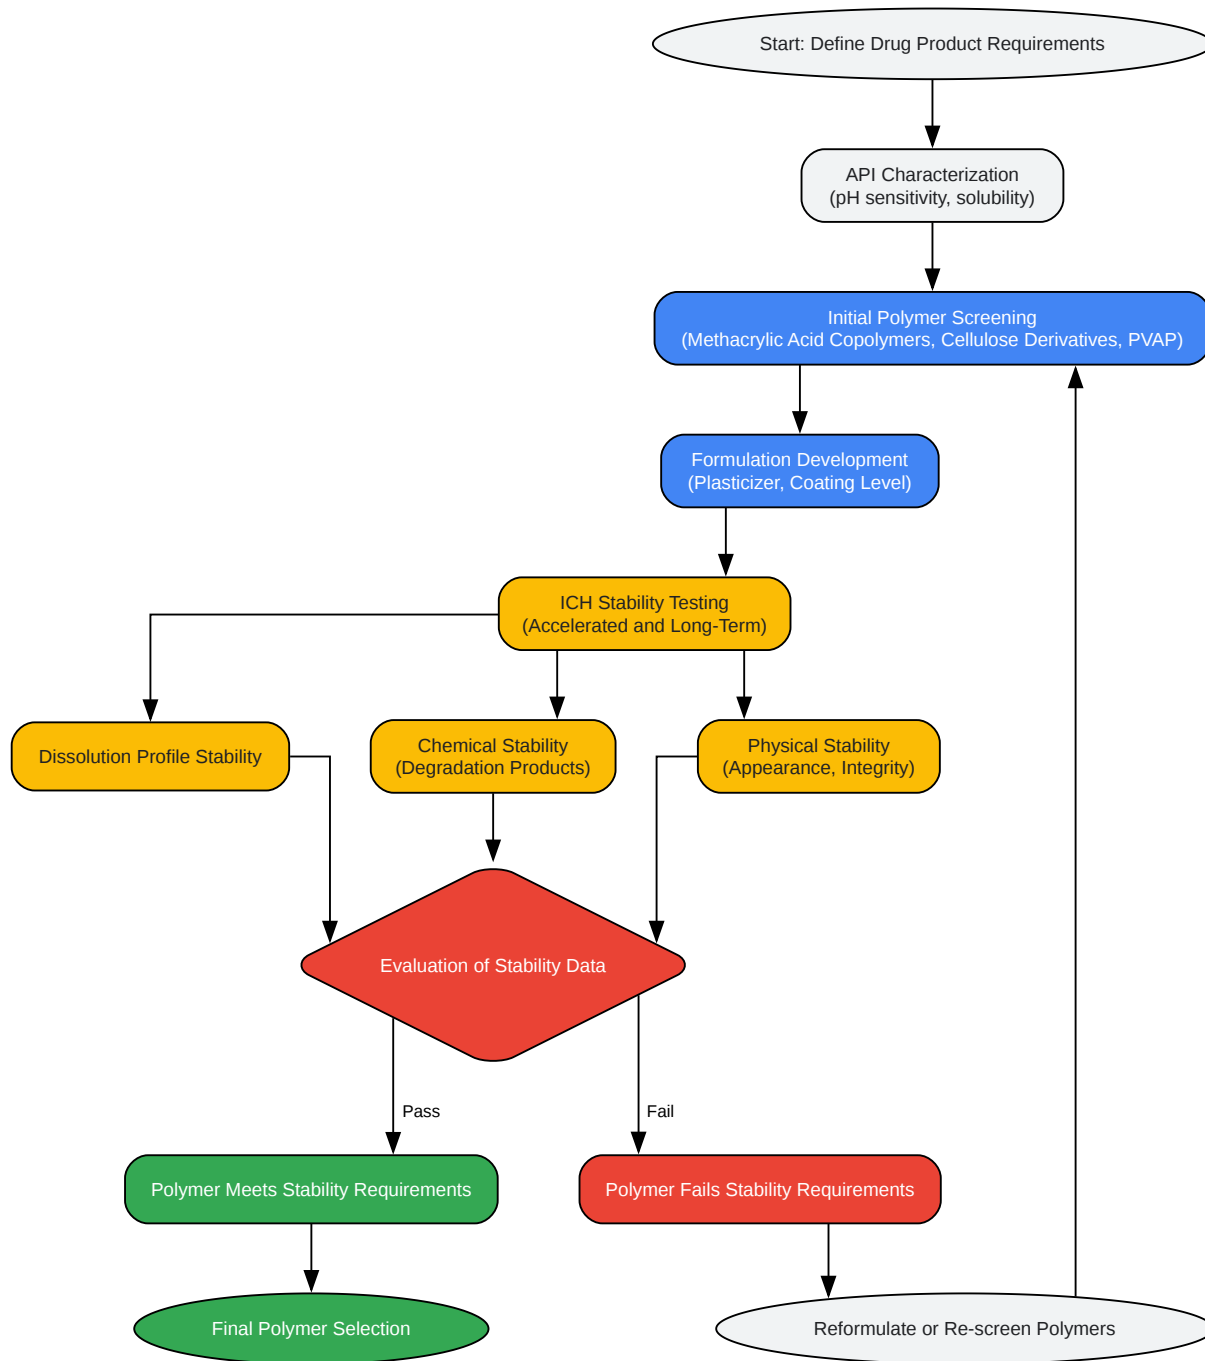 Start: Define Drug Product Requirements
API Characterization
(pH sensitivity, solubility)
Initial Polymer Screening
(Methacrylic Acid Copolymers, Cellulose Derivatives, PVAP)
Formulation Development
(Plasticizer, Coating Level)
ICH Stability Testing
(Accelerated and Long-Term)
Dissolution Profile Stability
Chemical Stability
(Degradation Products)
Physical Stability
(Appearance, Integrity)
Evaluation of Stability Data
Pass
Fail
Polymer Meets Stability Requirements
Polymer Fails Stability Requirements
Final Polymer Selection
Reformulate or Re-screen Polymers